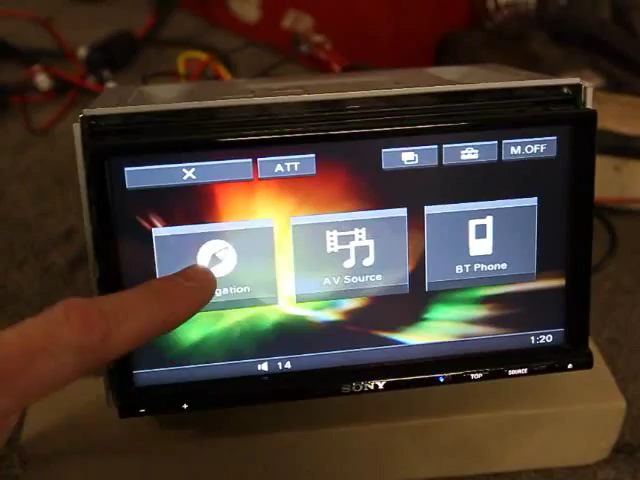 ATT
M.OFF
gation
AV Source
BT Phone
14
1:20
SONY
- +
TOP
SOURCE